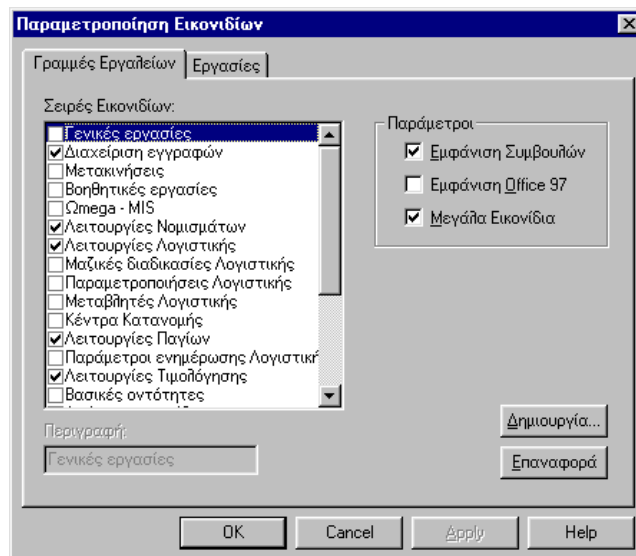 Παραμετροποίηση Εικονιδίων
Γραμμές Εργαλείων
Εργασίες
Σειρές Εικονιδίων:
Γενικές εργασίες
Διαχείριση εγγραφών
Μετακινήσεις
Βοηθητικές εργασίες
Ωmega - MIS
Λειτουργίες Νομισμάτων
Λειτουργίες Λογιστικής
Μαζικές διαδικασίες Λογιστικής
Παραμετροποιήσεις Λογιστικής
Μεταβλητές Λογιστικής
Κέντρα Κατανομής
Λειτουργίες Παγίων
Παράμετροι ενημέρωσης Λογιστικ
Λειτουργίες Τιμολόγησης
Βασικές οντότητες
Περιγραφή:
Γενικές εργασίες
Παράμετροι
Εμφάνιση Συμβουλών
Εμφάνιση Office 97
Μεγάλα Εικονίδια
Δημιουργία...
Επαναφορά
OK
Cancel
Apply
Help